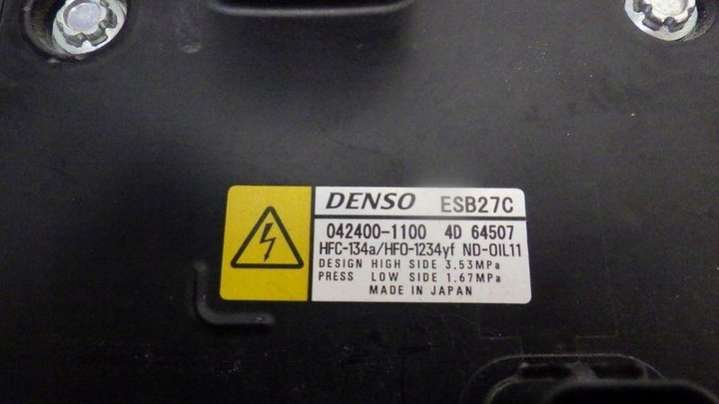 DENSO ESB27C
042400-1100 4D 64507
HFC-134a/HFO-1234yf ND-OIL11
DESIGN HIGH SIDE 3.53MPa
PRESS LOW SIDE 1.67MPa
MADE IN JAPAN